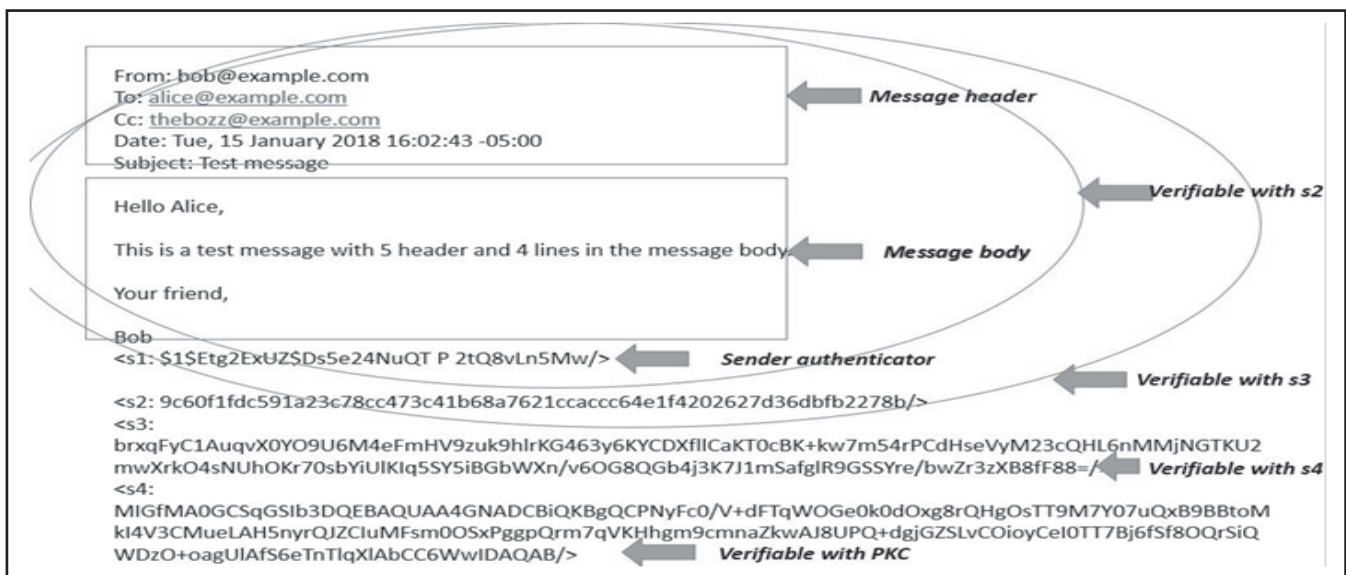 From: bob@example.com
To: alice@example.com
Message header
Cc: thebozz@example.com
Date: Tue, 15 January 2018 16:02:43 -05:00
Subject: Test message
Verifiable with s2
Hello Alice,
This is a test message with 5 header and 4 lines in the message body.
Message body
Your friend,
Bob
<s1: $1$Etg2ExUZ$Ds5e24NuQT P 2tQ8vLn5Mw/>
Sender authenticator
Verifiable with s3
<s2: 9c60f1fdc591a23c78cc473c41b68a7621ccaccc64e1f4202627d36dbfb2278b/>
<s3:
brxqFyC1AuqvX0YO9U6M4eFmHV9zuk9hlrKG463y6KYCDXfllCaKT0cBK+kw7m54rPCdHseVyM23cQHL6nMMjNGTKU2
mwXrkO4sNUhOKr70sbYiUlKIq5SY5iBGbWXn/v6OG8QGb4j3K7J1mSafglR9GSSYre/bwZr3zXB8fF88=/
Verifiable with s4
<s4:
MIGfMA0GCSqGSIb3DQEBAQUAA4GNADCBiQKBgQCPNyFc0/V+dFTqWOGe0k0dOxg8rQHgOsTT9M7Y07uQxB9BBtoM
kI4V3CMueLAH5nyrQJZCIuMFsm0OSxPggpQrm7qVKHhgm9cmnaZkwAJ8UPQ+dgjGZSLvCOioyCeI0TT7Bj6fSf8OQrSiQ
WDzO+oagUlAfS6eTnTlqXlAbCC6WwIDAQAB/>
Verifiable with PKC